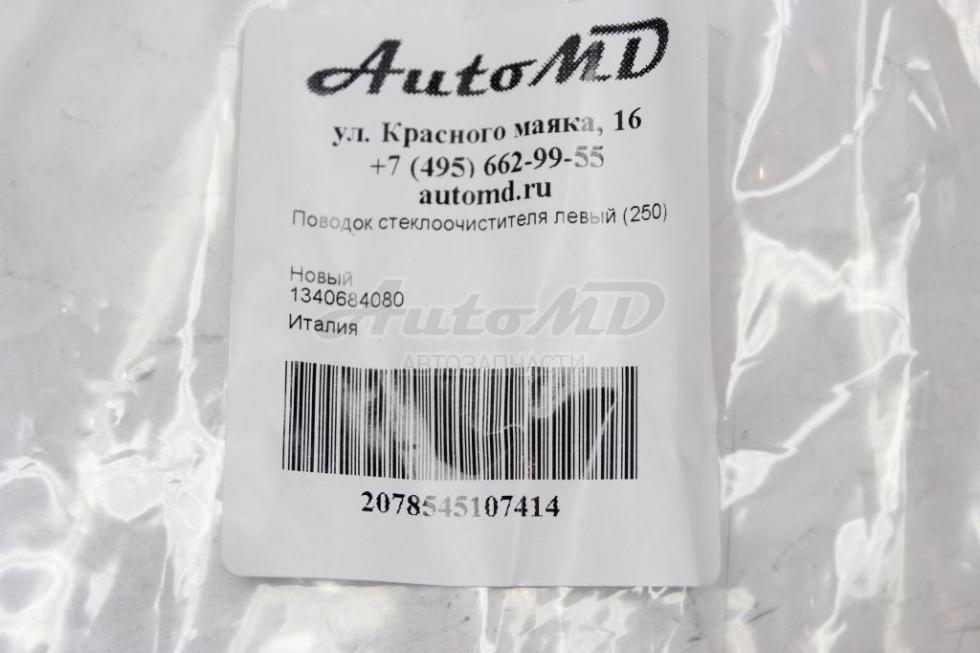 AutoMD
ул. Красного маяка, 16
+7 (495) 662-99-55
automd.ru
Поводок стеклоочистителя левый (250)
Новый
1340684080
Италия
AutoMD
АВТОЗАПЧАСТИ
2078545107414